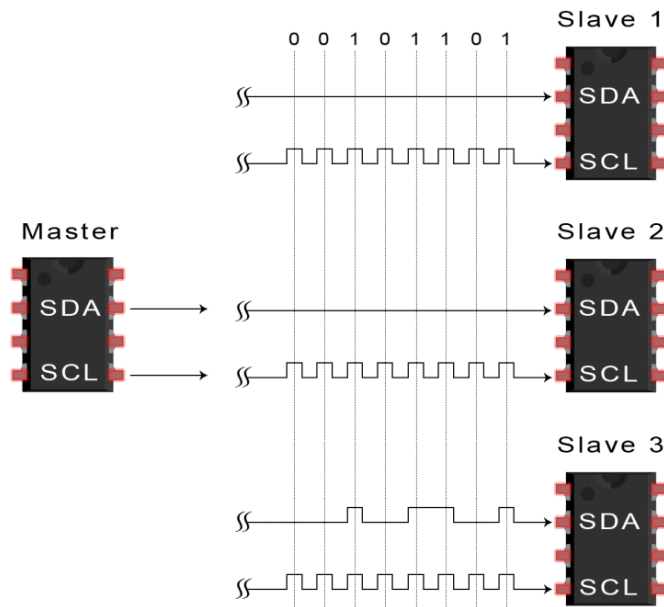 Slave 1
0 0 1 0 1 1 0 1
SDA
SCL
Master
SDA
SCL
Slave 2
SDA
SCL
Slave 3
SDA
SCL